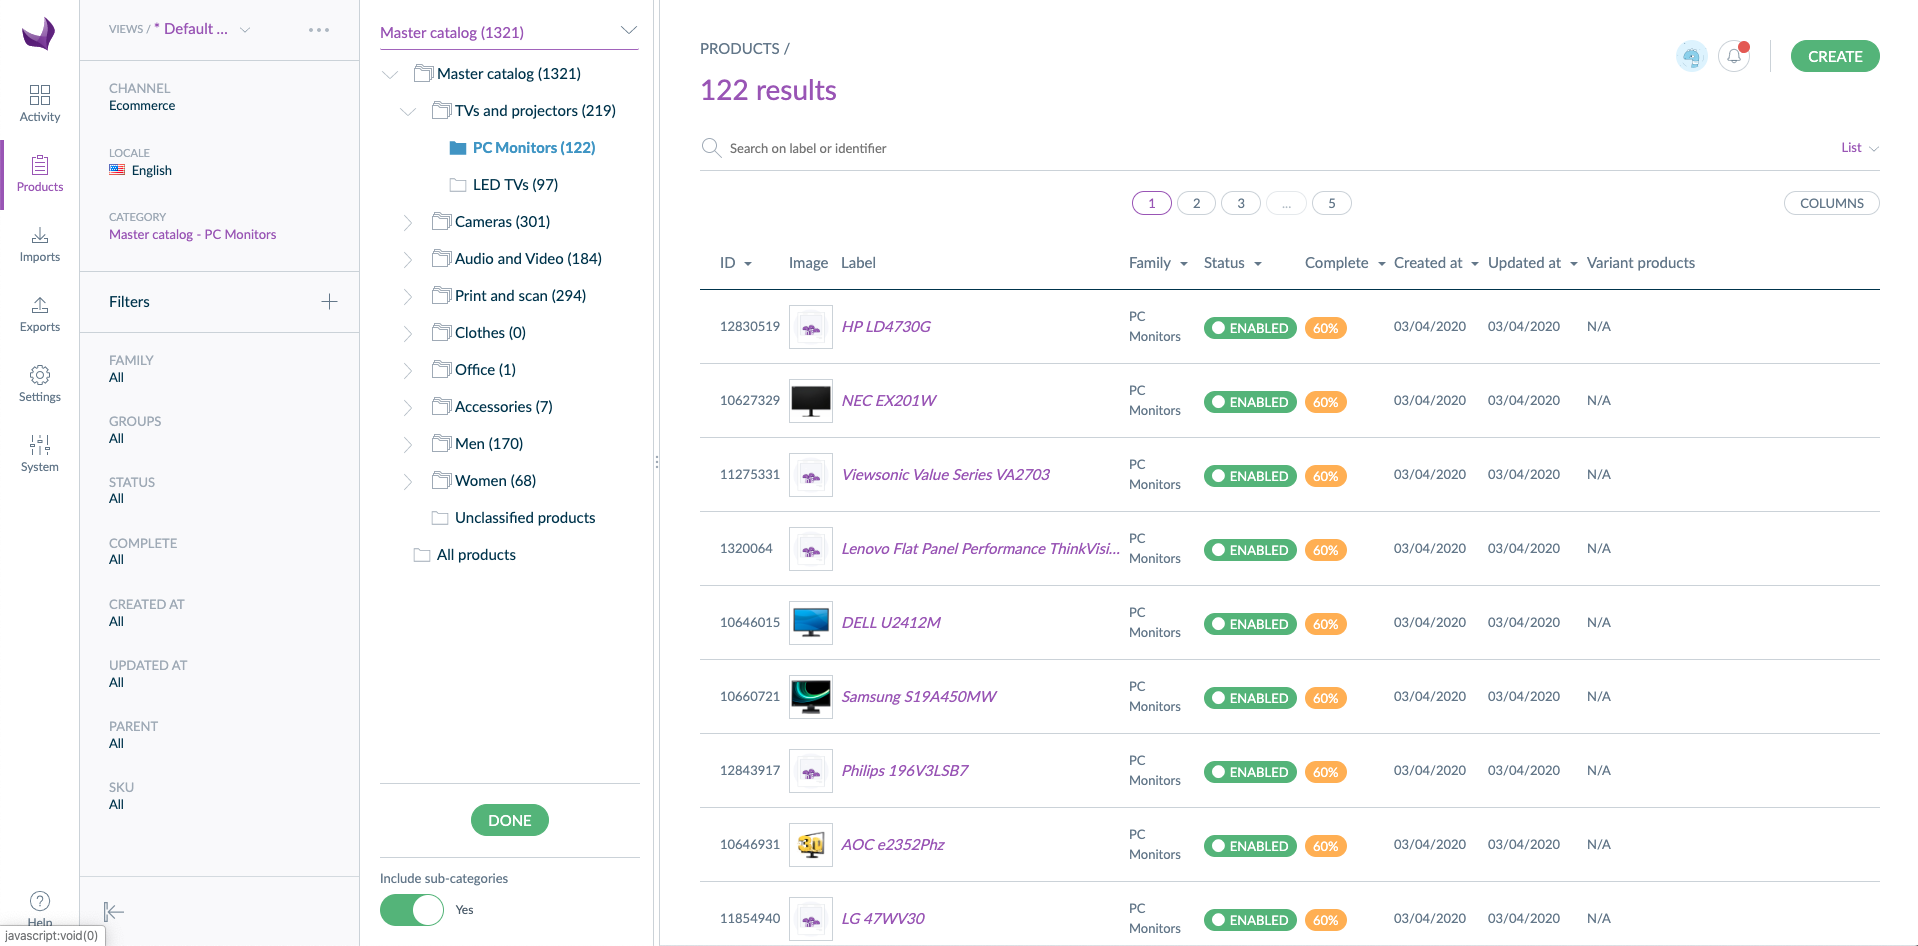 Activity
Products
Imports
Exports
Settings
System
Help
javascript:void(0)
VIEWS / * Default ...
CHANNEL
Ecommerce
LOCALE
English
CATEGORY
Master catalog - PC Monitors
Filters
FAMILY
All
GROUPS
All
STATUS
All
COMPLETE
All
CREATED AT
All
UPDATED AT
All
PARENT
All
SKU
All
Master catalog (1321)
Master catalog (1321)
TVs and projectors (219)
PC Monitors (122)
LED TVs (97)
Cameras (301)
Audio and Video (184)
Print and scan (294)
Clothes (0)
Office (1)
Accessories (7)
Men (170)
Women (68)
Unclassified products
All products
DONE
Include sub-categories
Yes
PRODUCTS /
CREATE
122 results
Search on label or identifier
List
1 2 3 ... 5
COLUMNS
ID Image Label Family Status Complete Created at Updated at Variant products
12830519 HP LD4730G PC Monitors ENABLED 60% 03/04/2020 03/04/2020 N/A
10627329 NEC EX201W PC Monitors ENABLED 60% 03/04/2020 03/04/2020 N/A
11275331 Viewsonic Value Series VA2703 PC Monitors ENABLED 60% 03/04/2020 03/04/2020 N/A
1320064 Lenovo Flat Panel Performance ThinkVisi... PC Monitors ENABLED 60% 03/04/2020 03/04/2020 N/A
10646015 DELL U2412M PC Monitors ENABLED 60% 03/04/2020 03/04/2020 N/A
10660721 Samsung S19A450MW PC Monitors ENABLED 60% 03/04/2020 03/04/2020 N/A
12843917 Philips 196V3LSB7 PC Monitors ENABLED 60% 03/04/2020 03/04/2020 N/A
10646931 3D AOC e2352Phz PC Monitors ENABLED 60% 03/04/2020 03/04/2020 N/A
11854940 LG 47WV30 PC Monitors ENABLED 60% 03/04/2020 03/04/2020 N/A